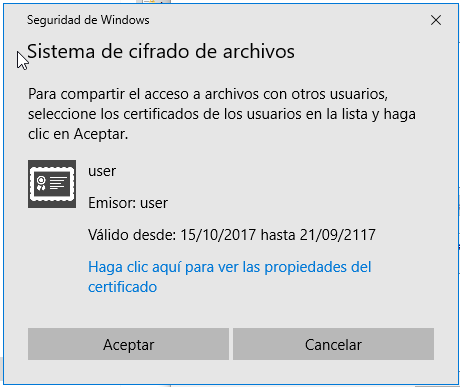 Seguridad de Windows
Sistema de cifrado de archivos
Para compartir el acceso a archivos con otros usuarios,
seleccione los certificados de los usuarios en la lista y haga
clic en Aceptar.
user
Emisor: user
Válido desde: 15/10/2017 hasta 21/09/2117
Haga clic aquí para ver las propiedades del
certificado
Aceptar
Cancelar